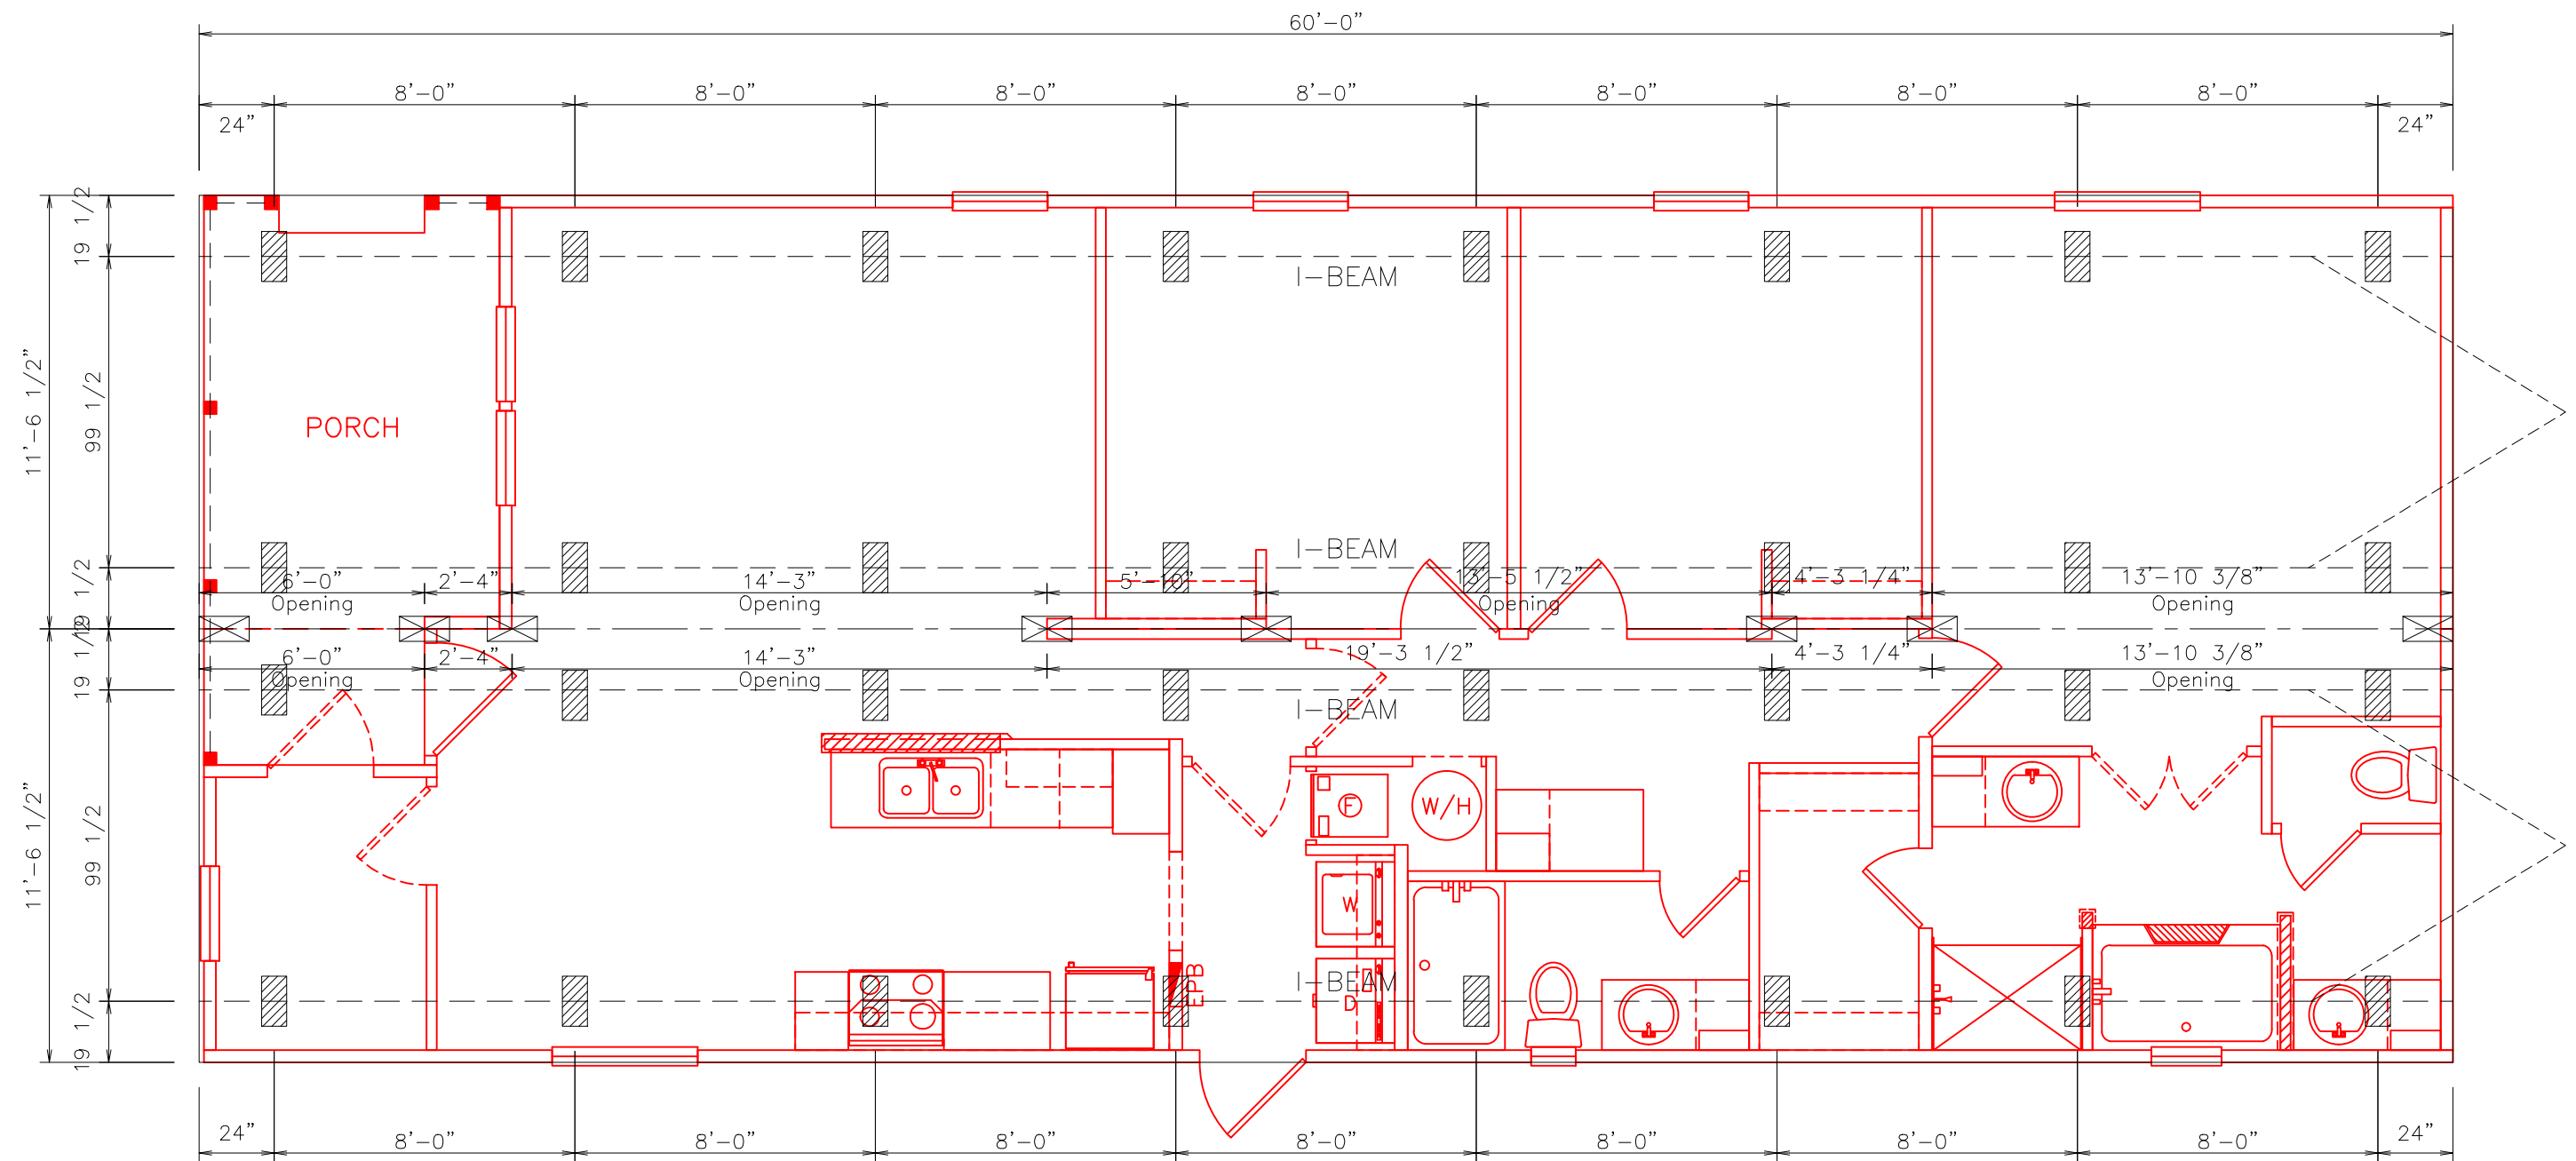 60'-0"
8'-0" 8'-0" 8'-0" 8'-0" 8'-0" 8'-0" 8'-0"
24" 24"
19 1/2
I-BEAM
11'-6 1/2"
99 1/2
PORCH
I-BEAM
19 1/2
6'-0" 2'-4" 14'-3" 5'-10" 13'-5 1/2" 4'-3 1/4" 13'-10 3/8"
Opening Opening Opening Opening
19 1/2
6'-0" 2'-4" 14'-3" 19'-3 1/2" 4'-3 1/4" 13'-10 3/8"
Opening Opening Opening
I-BEAM
F W/H
11'-6 1/2"
99 1/2
W
EPB
I-BEAM
D
19 1/2
24" 24"
8'-0" 8'-0" 8'-0" 8'-0" 8'-0" 8'-0" 8'-0"